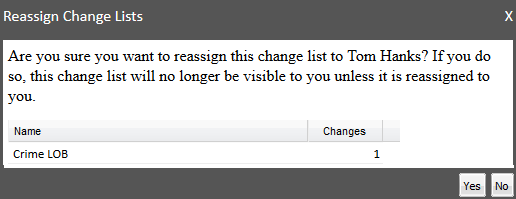 Reassign Change Lists X
Are you sure you want to reassign this change list to Tom Hanks? If you do
so, this change list will no longer be visible to you unless it is reassigned to
you.
Name Changes
Crime LOB 1
Yes No